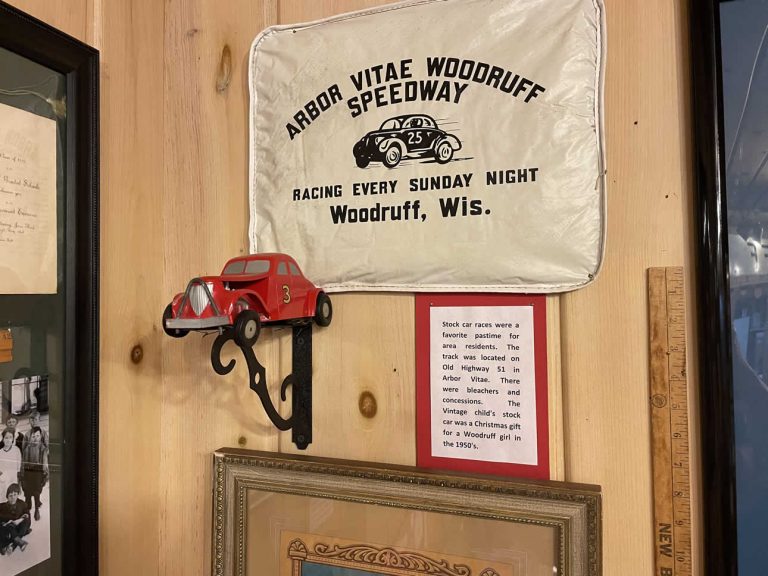 ARBOR VITAE WOODRUFF
SPEEDWAY
25
RACING EVERY SUNDAY NIGHT
Woodruff, Wis.
3
Stock car races were a
favorite pastime for
area residents. The
track was located on
Old Highway 51 in
Arbor Vitae. There
were bleachers and
concessions. The
Vintage child's stock
car was a Christmas gift
for a Woodruff girl in
the 1950's.
NEW